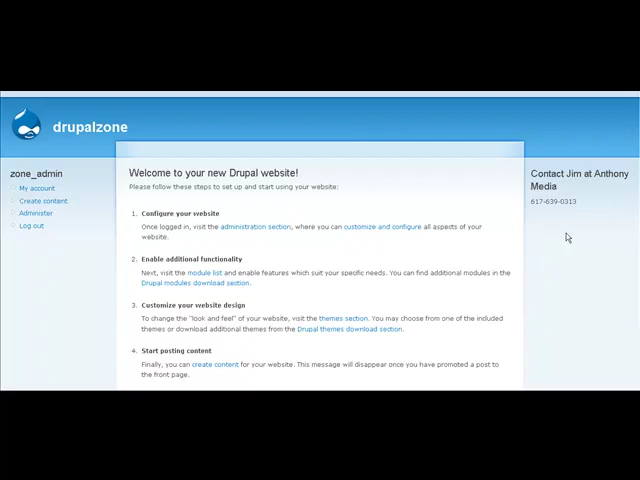 drupalzone
zone_admin
My account
Create content
Administer
Log out
Welcome to your new Drupal website!
Please follow these steps to set up and start using your website:
1. Configure your website
Once logged in, visit the administration section, where you can customize and configure all aspects of your
website.
2. Enable additional functionality
Next, visit the module list and enable features which suit your specific needs. You can find additional modules in the
Drupal modules download section.
3. Customize your website design
To change the "look and feel" of your website, visit the themes section. You may choose from one of the included
themes or download additional themes from the Drupal themes download section.
4. Start posting content
Finally, you can create content for your website. This message will disappear once you have promoted a post to
the front page.
Contact Jim at Anthony
Media
617-639-0313